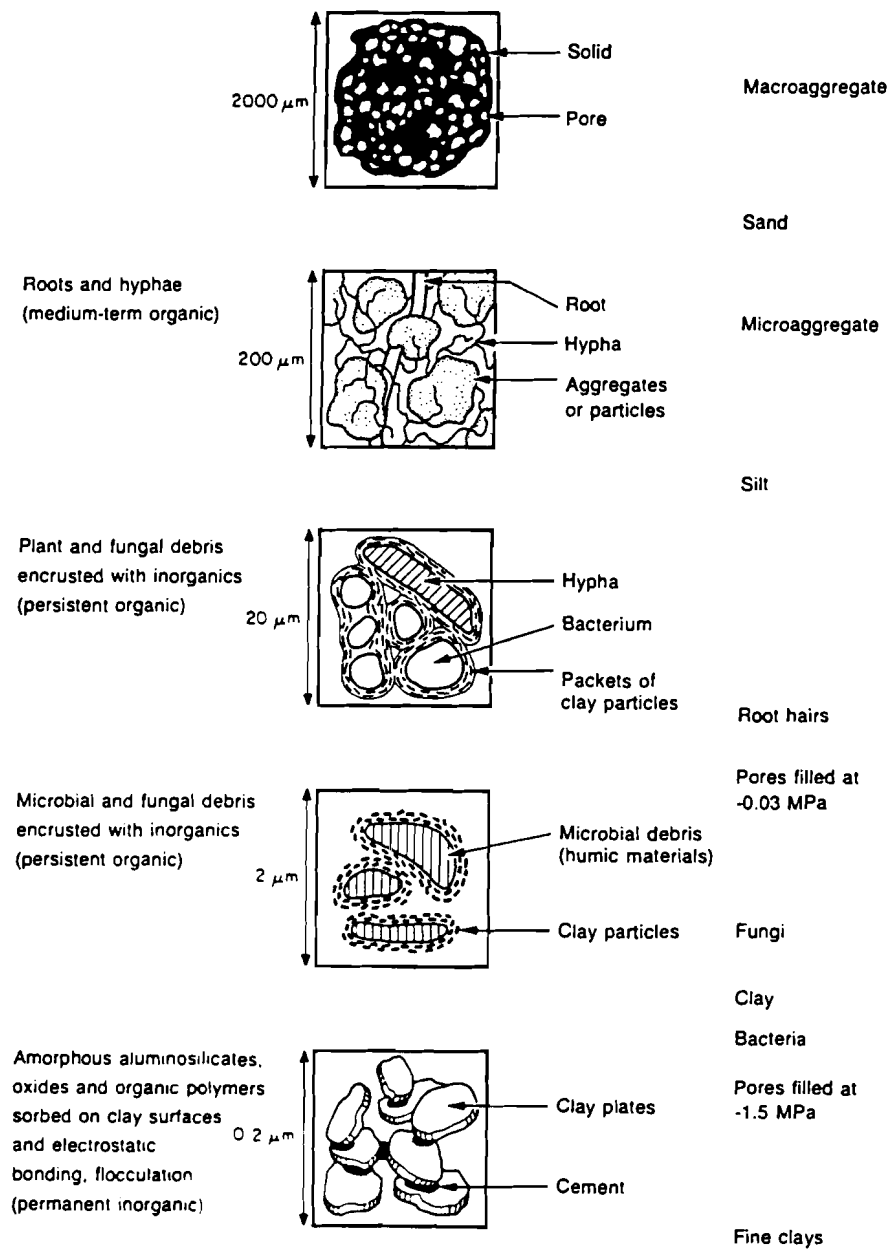 Solid
2000 μm
Macroaggregate
Pore
Sand
Roots and hyphae
(medium-term organic)
Root
Microaggregate
Hypha
200 μm
Aggregates
or particles
Silt
Plant and fungal debris
encrusted with inorganics
(persistent organic)
Hypha
20 μm
Bacterium
Packets of
clay particles
Root hairs
Pores filled at
-0.03 MPa
Microbial and fungal debris
encrusted with inorganics
(persistent organic)
Microbial debris
(humic materials)
2 μm
Clay particles
Fungi
Clay
Bacteria
Amorphous aluminosilicates,
oxides and organic polymers
sorbed on clay surfaces
and electrostatic
bonding, flocculation
(permanent inorganic)
0 2 μm
Clay plates
Pores filled at
-1.5 MPa
Cement
Fine clays